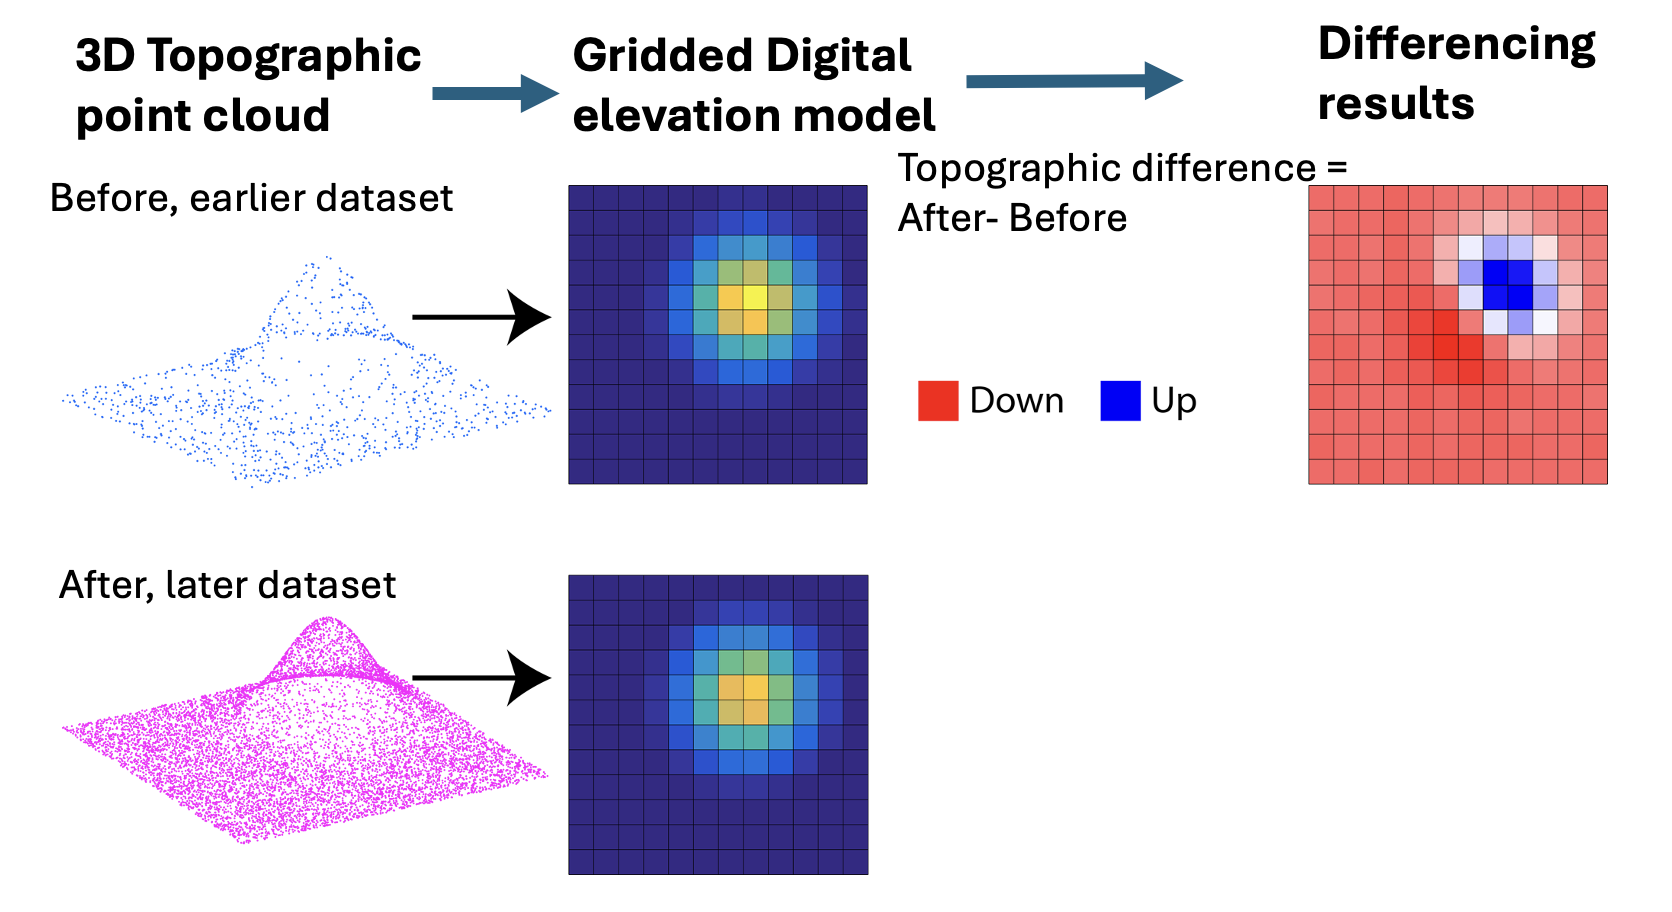 3D Topographic
point cloud
Gridded Digital
elevation model
Differencing
results
Before, earlier dataset
Topographic difference =
After- Before
Down
Up
After, later dataset